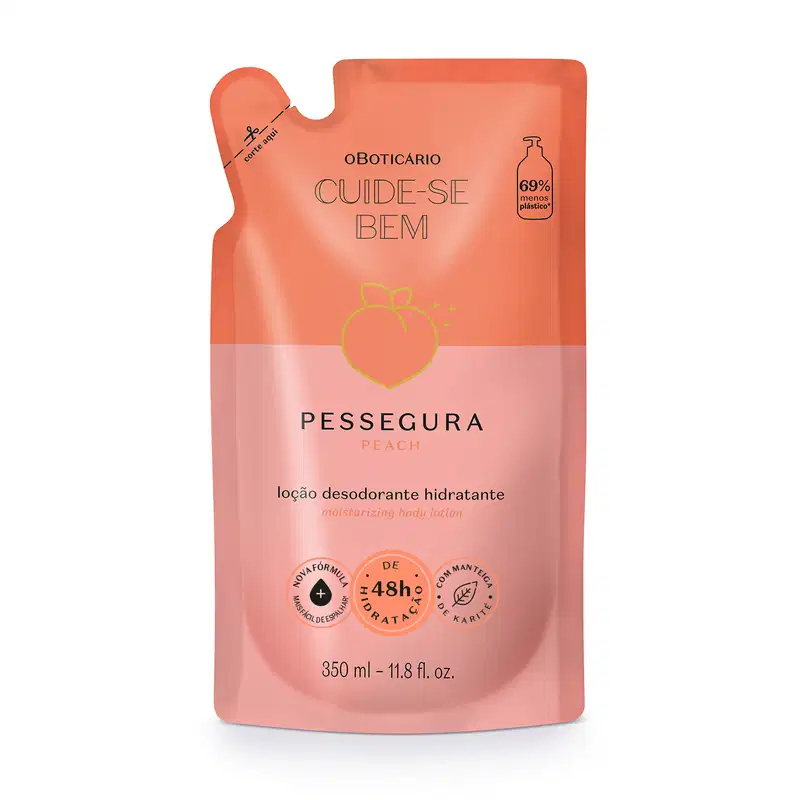 corte aqui
oBOTICÁRIO
CUIDE-SE
BEM
69%
menos
plástico*
PESSEGURA
PEACH
loção desodorante hidratante
moisturizing body lotion
NOVA FÓRMULA
MAIS FÁCIL DE ESPALHAR*
DE
48h
HIDRATAÇÃO
COM MANTEIGA
DE KARITÉ
350 ml - 11.8 fl. oz.